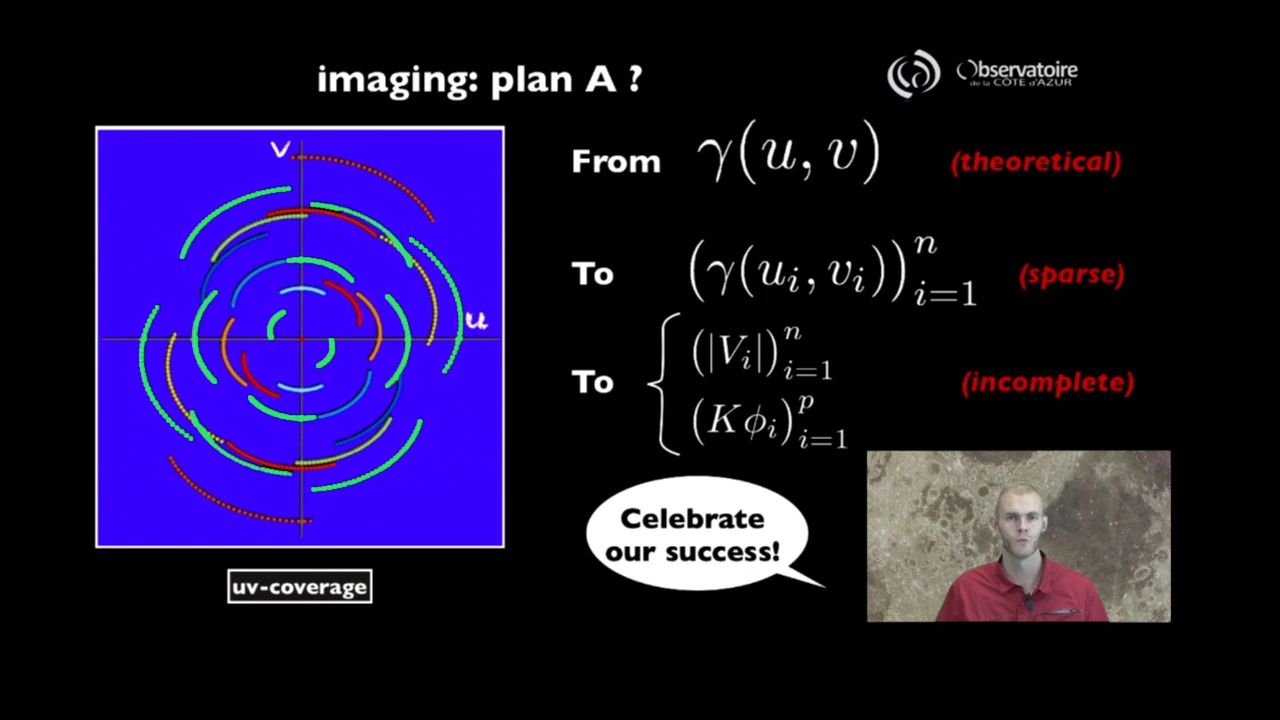 imaging: plan A ?
Observatoire
de la CÔTE d'AZUR
v
u
uv-coverage
From γ(u, v) (theoretical)
To (γ(uᵢ, vᵢ))ⁿᵢ₌₁ (sparse)
To { (|Vᵢ|)ⁿᵢ₌₁
(Kϕᵢ)ᵖᵢ₌₁ (incomplete)
Celebrate
our success!